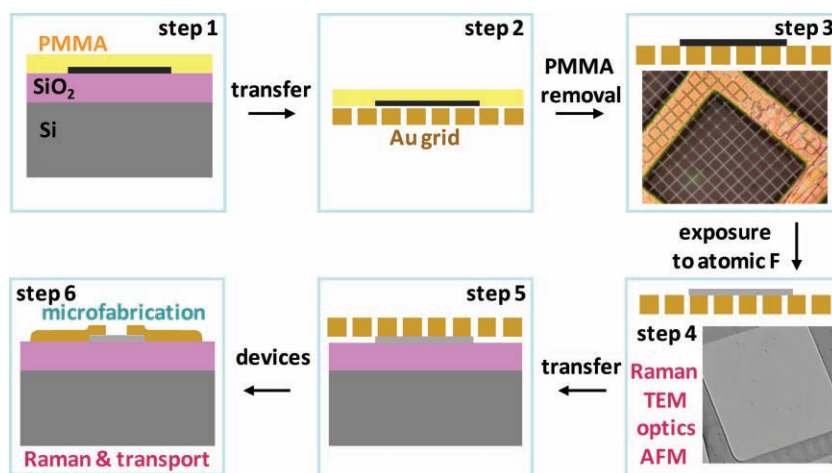 step 1
PMMA
SiO₂
Si
transfer
step 2
Au grid
PMMA
removal
step 3
exposure
to atomic F
step 4
Raman
TEM
optics
AFM
transfer
step 5
devices
step 6
microfabrication
Raman & transport